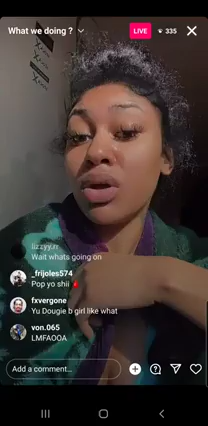 What we doing ?
LIVE
335
lizzyy.rr
Wait whats going on
_frijoles574
Pop yo shii
fxvergone
Yu Dougie b girl like what
von.065
LMFAOOA
Add a comment...